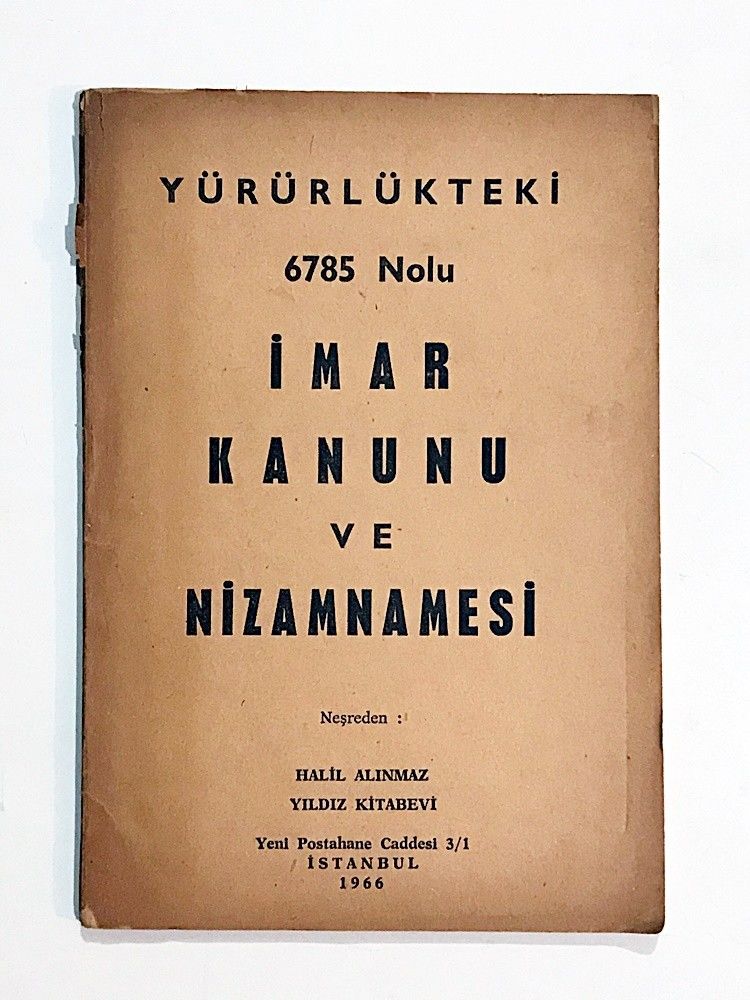 YÜRÜRLÜKTEKİ
6785 Nolu
İMAR
KANUNU
VE
NİZAMNAMESİ
Neşreden :
HALİL ALINMAZ
YILDIZ KİTABEVİ
Yeni Postahane Caddesi 3/1
İSTANBUL
1966